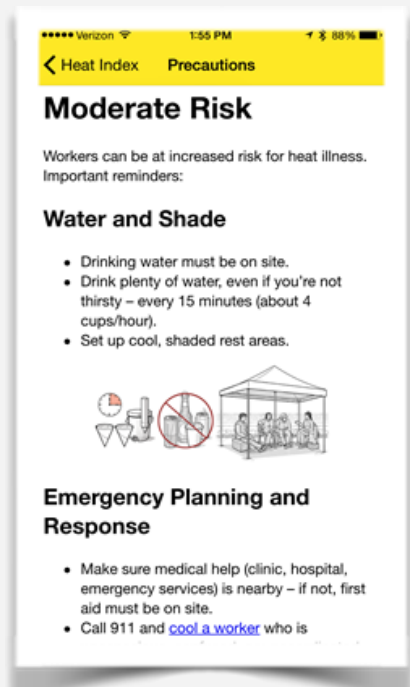 Verizon 1:55 PM 88%
Heat Index Precautions
Moderate Risk
Workers can be at increased risk for heat illness.
Important reminders:
Water and Shade
• Drinking water must be on site.
• Drink plenty of water, even if you're not
thirsty – every 15 minutes (about 4
cups/hour).
• Set up cool, shaded rest areas.
Emergency Planning and
Response
• Make sure medical help (clinic, hospital,
emergency services) is nearby – if not, first
aid must be on site.
• Call 911 and cool a worker who is